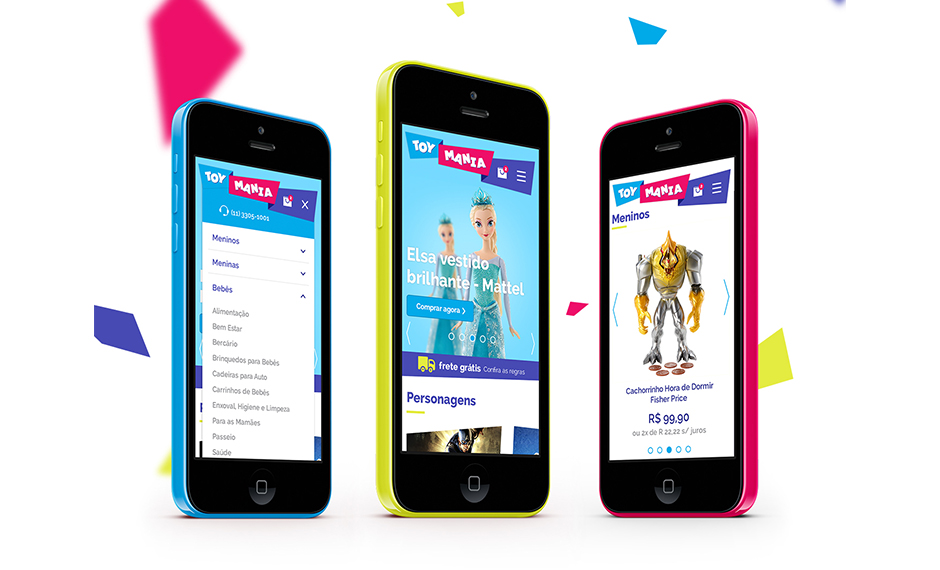 TOY MANIA
X
(11) 3305-1001
Meninos
Meninas
Bebês
Alimentação
Bem Estar
Bercário
Brinquedos para Bebês
Cadeiras para Auto
Carrinhos de Bebês
Enxoval, Higiene e Limpeza
Para as Mamães
Passeio
Saúde
TOY MANIA
Elsa vestido
brilhante - Mattel
Comprar agora
frete grátis Confira as regras
Personagens
TOY MANIA
Meninos
Cachorrinho Hora de Dormir
Fisher Price
R$ 99,90
ou 2x de R 22,22 s/ juros